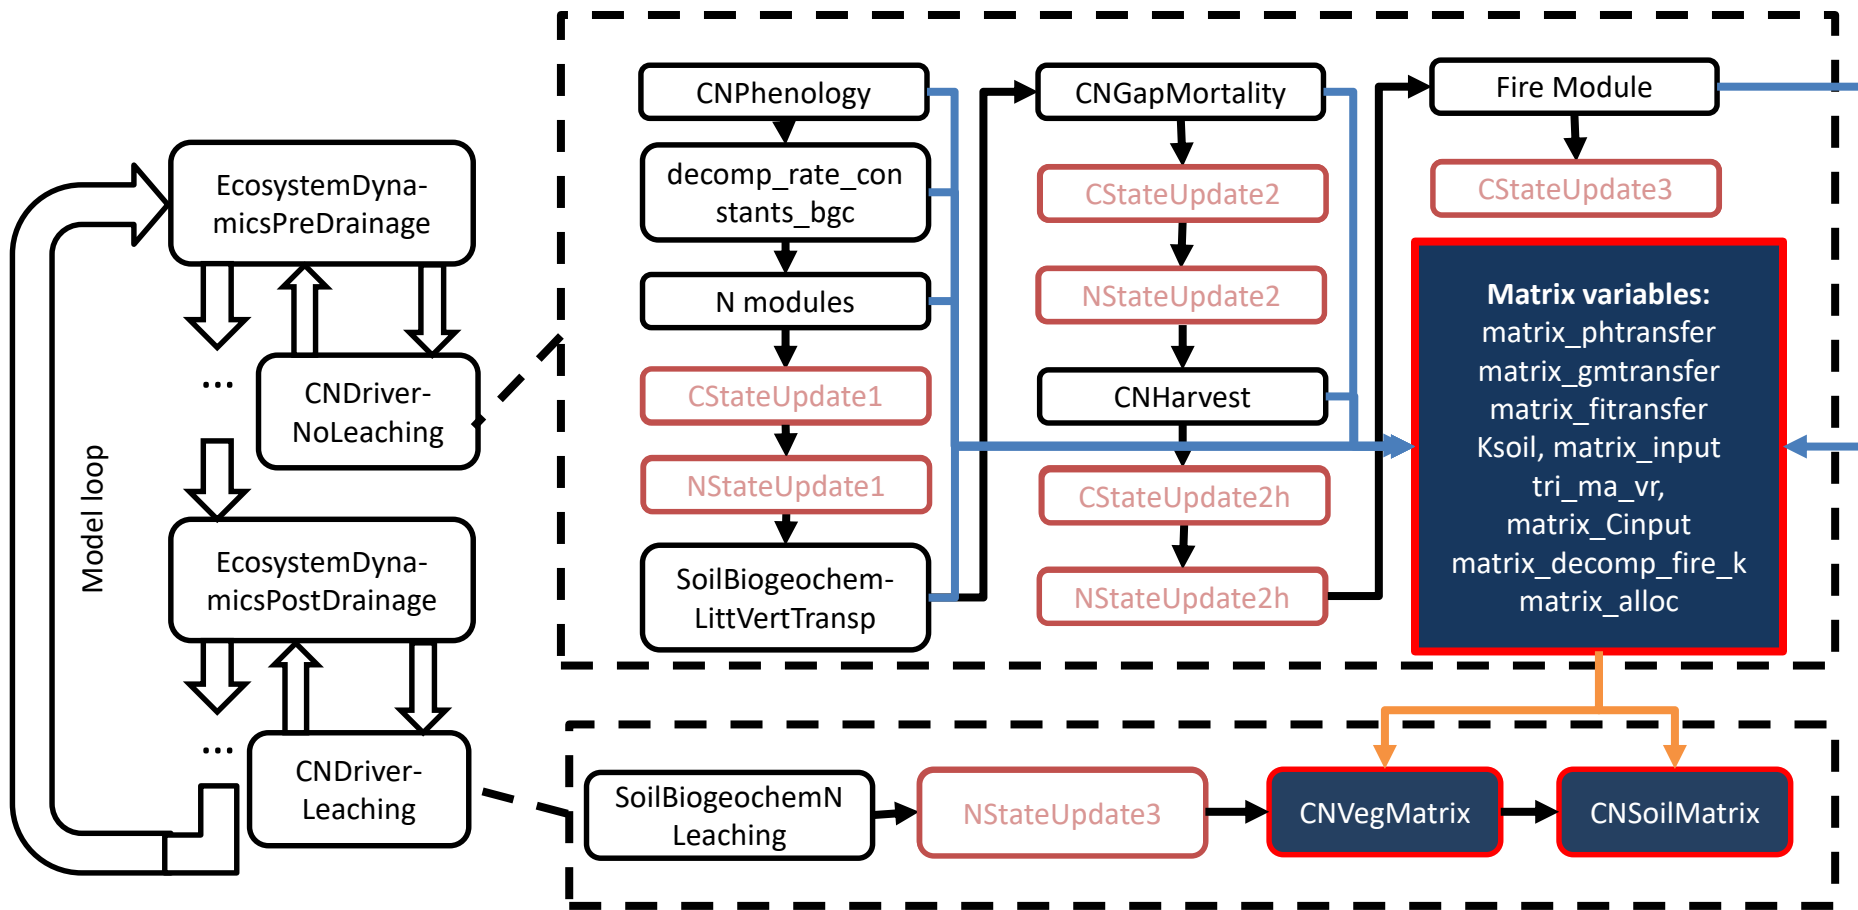 Model loop
EcosystemDyna-
micsPreDrainage
...
CNDriver-
NoLeaching
EcosystemDyna-
micsPostDrainage
...
CNDriver-
Leaching
CNPhenology
decomp_rate_con
stants_bgc
N modules
CStateUpdate1
NStateUpdate1
SoilBiogeochem-
LittVertTransp
CNGapMortality
CStateUpdate2
NStateUpdate2
CNHarvest
CStateUpdate2h
NStateUpdate2h
Fire Module
CStateUpdate3
Matrix variables:
matrix_phtransfer
matrix_gmtransfer
matrix_fitransfer
Ksoil, matrix_input
tri_ma_vr,
matrix_Cinput
matrix_decomp_fire_k
matrix_alloc
SoilBiogeochemN
Leaching
NStateUpdate3
CNVegMatrix
CNSoilMatrix